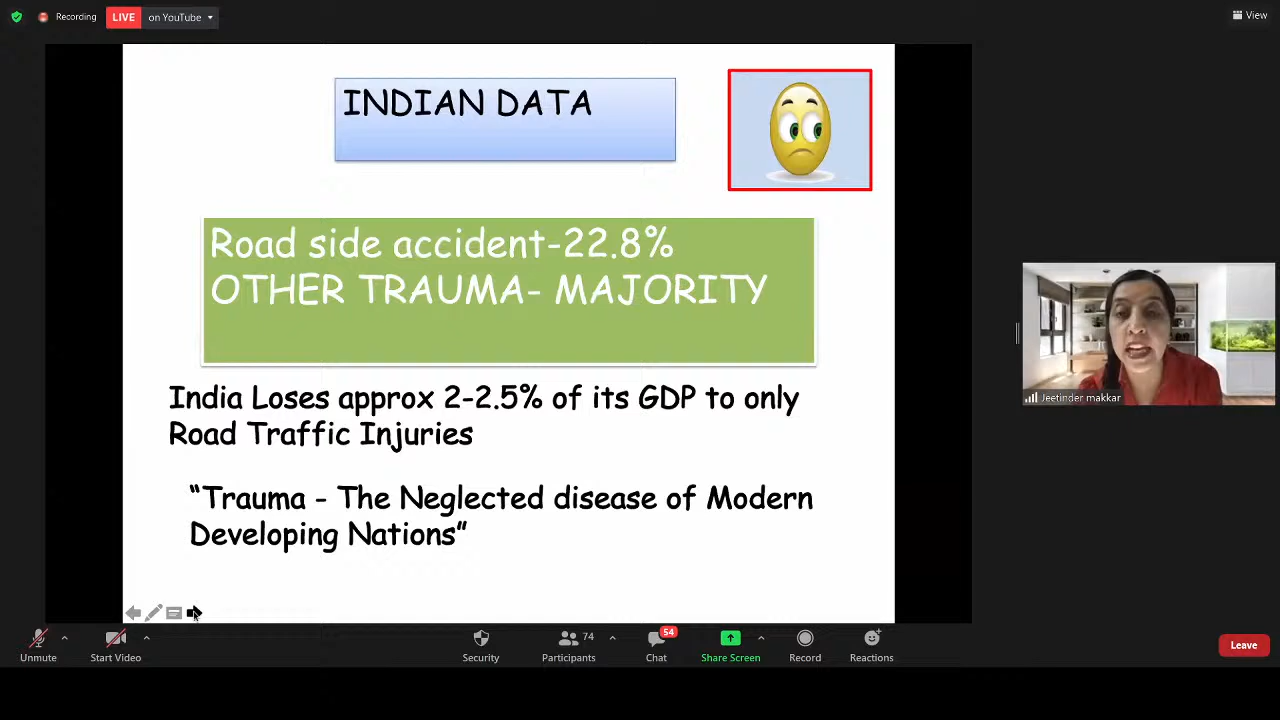 Recording
LIVE on YouTube
View
INDIAN DATA
Road side accident-22.8%
OTHER TRAUMA- MAJORITY
India Loses approx 2-2.5% of its GDP to only
Road Traffic Injuries
“Trauma - The Neglected disease of Modern
Developing Nations”
Jeetinder makkar
74
54
Unmute
Start Video
Security
Participants
Chat
Share Screen
Record
Reactions
Leave